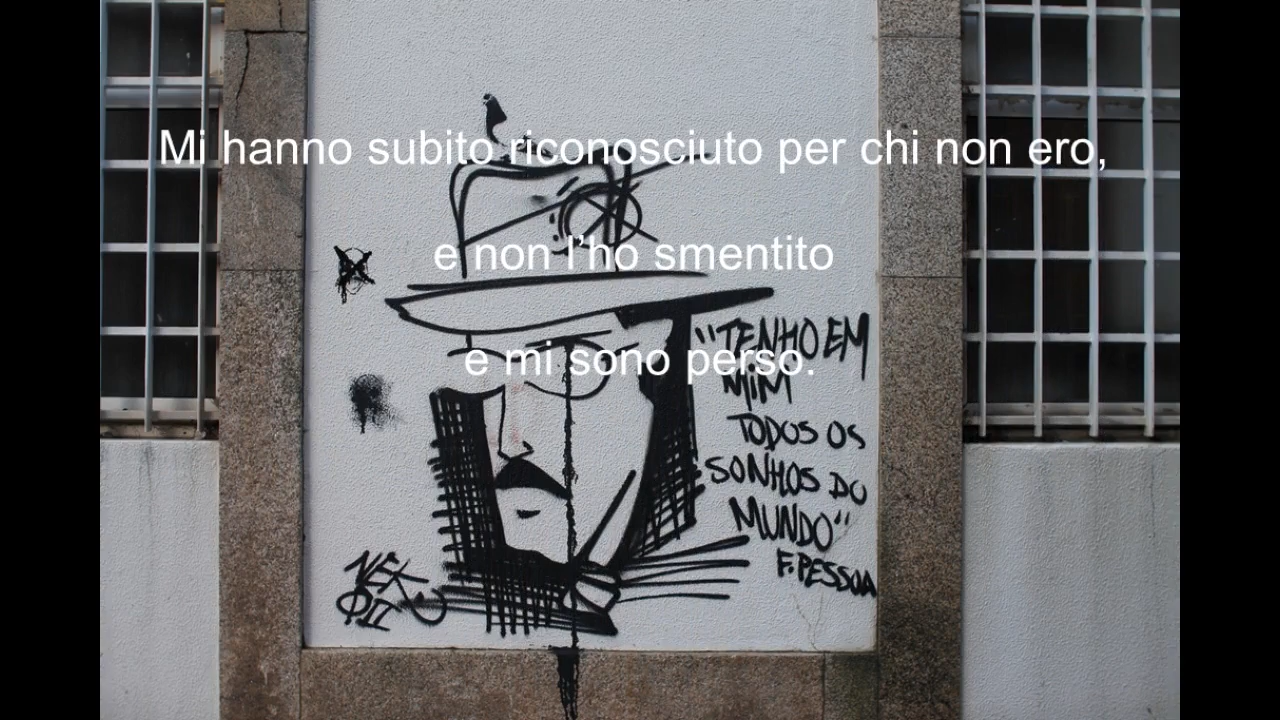 Mi hanno subito riconosciuto per chi non ero,
e non l’ho smentito
e mi sono perso.
"TENHO EM
MIM
TODOS OS
SONHOS DO
MUNDO"
F. PESSOA